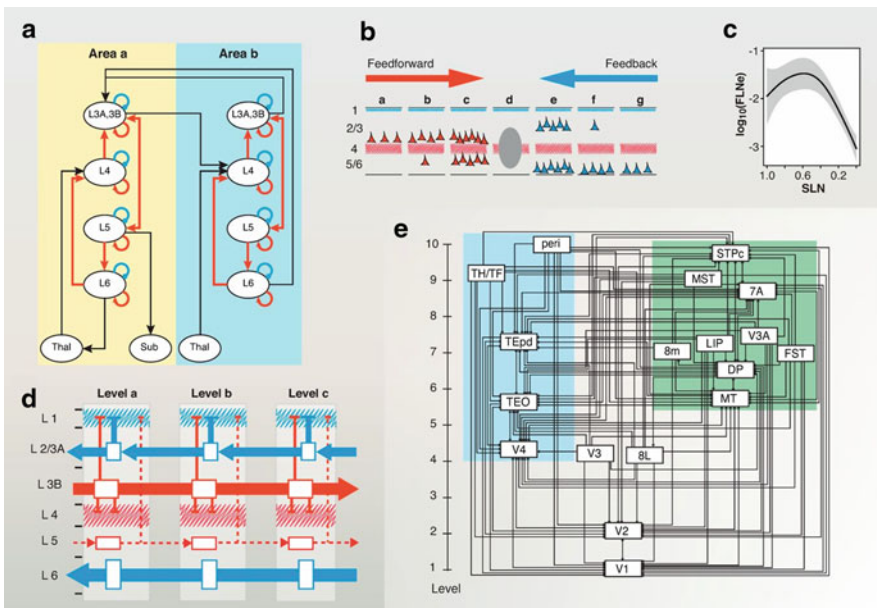 a
Area a
Area b
L3A,3B
L3A,3B
L4
L4
L5
L5
L6
L6
Thal
Sub
Thal
b
Feedforward
Feedback
a b c d e f g
1
2/3
4
5/6
c
log10(FLNe)
-1
-2
-3
1.0 0.6 0.2
SLN
d
Level a
Level b
Level c
L 1
L 2/3A
L 3B
L 4
L 5
L 6
e
10
9
8
7
6
5
4
3
2
1
Level
peri
STPc
TH/TF
MST
7A
TEpd
8m
LIP
V3A
FST
DP
TEO
MT
V4
V3
8L
V2
V1